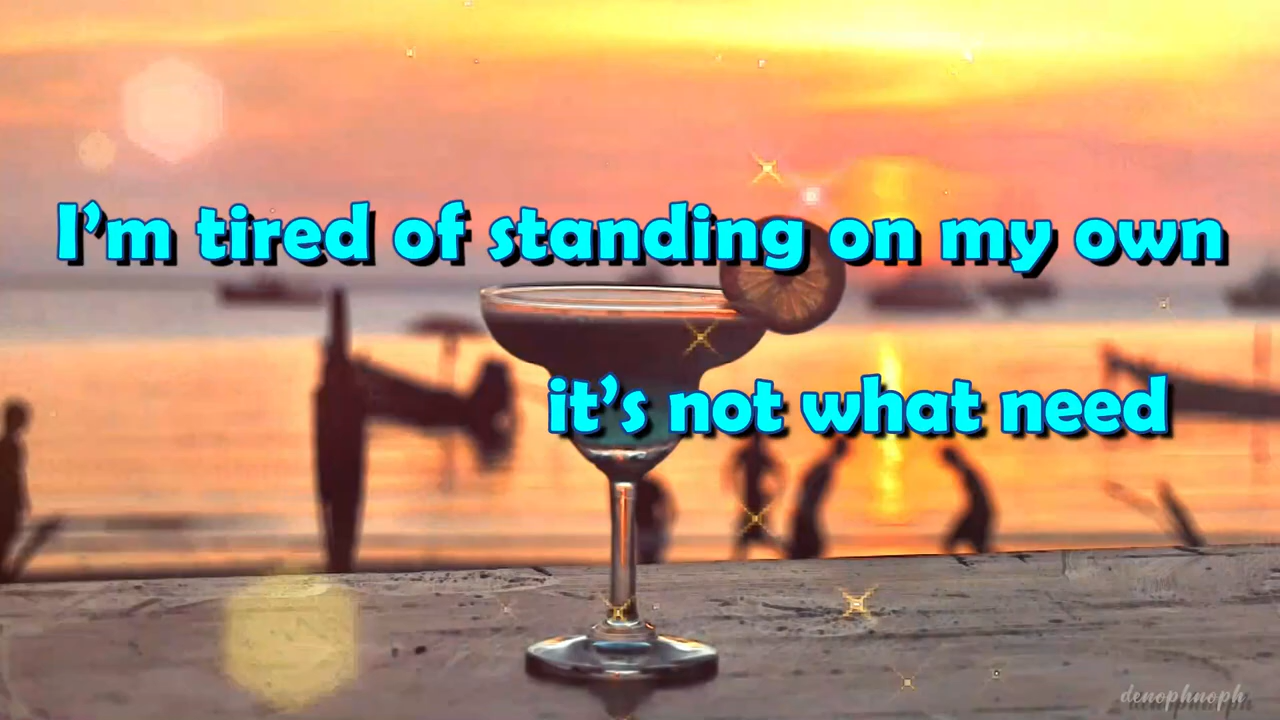 I’m tired of standing on my own
it’s not what need
denophnoph